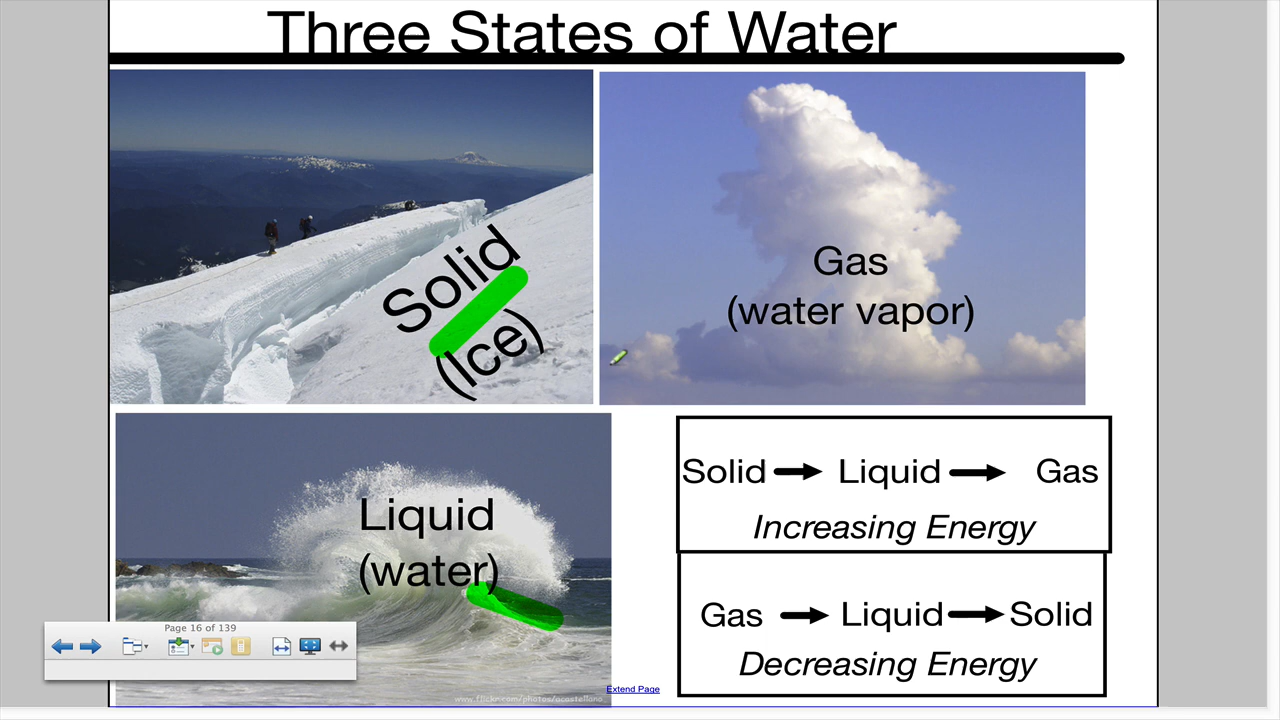 Three States of Water
Solid
(Ice)
Gas
(water vapor)
Liquid
(water)
Solid Liquid Gas
Increasing Energy
Gas Liquid Solid
Decreasing Energy
Page 16 of 139
Extend Page
www.flickr.com/photos/acastellano